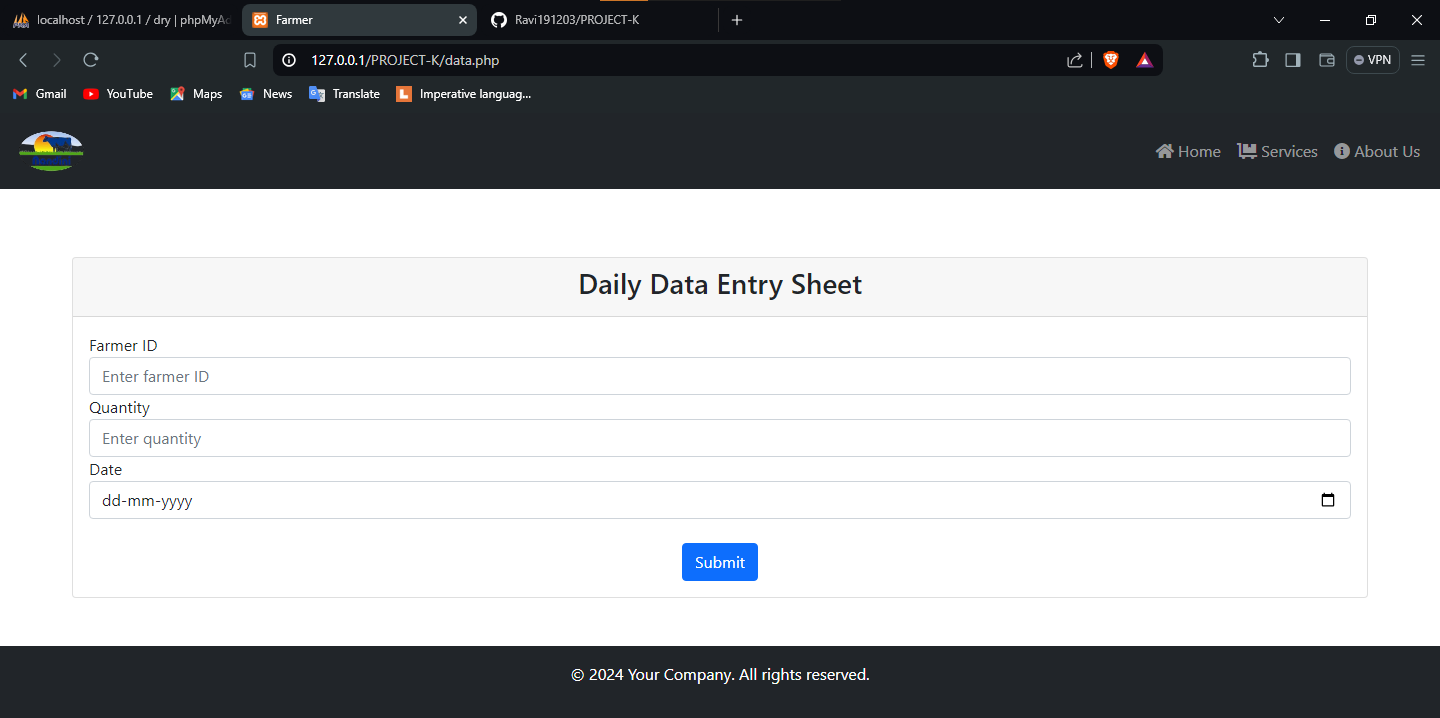 localhost / 127.0.0.1 / dry | phpMyAd
Farmer
Ravi191203/PROJECT-K
127.0.0.1/PROJECT-K/data.php
VPN
Gmail
YouTube
Maps
News
Translate
Imperative languag...
Home
Services
About Us
Daily Data Entry Sheet
Farmer ID
Enter farmer ID
Quantity
Enter quantity
Date
dd-mm-yyyy
Submit
© 2024 Your Company. All rights reserved.